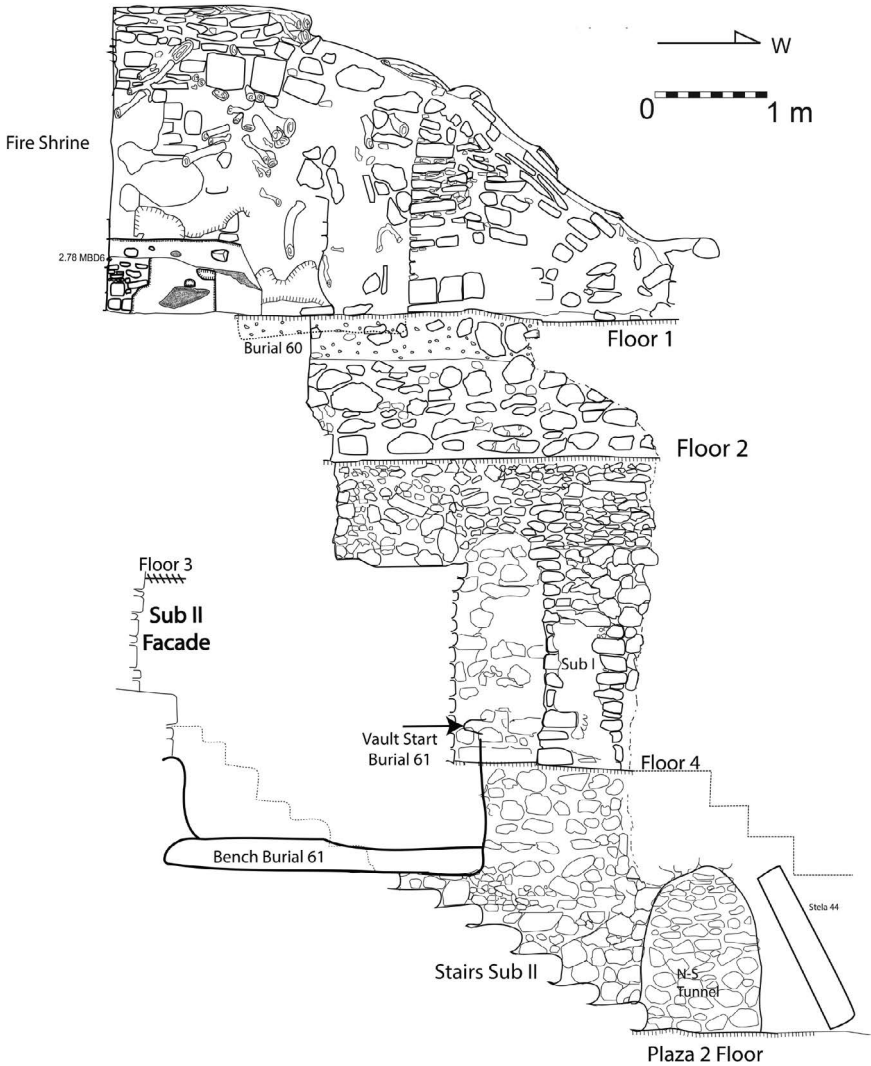 W
0 1 m
Fire Shrine
2.78 MBD6
Floor 1
Burial 60
Floor 2
Floor 3
Sub II
Facade
Sub I
Vault Start
Burial 61
Floor 4
Bench Burial 61
Stela 44
Stairs Sub II
N-S
Tunnel
Plaza 2 Floor